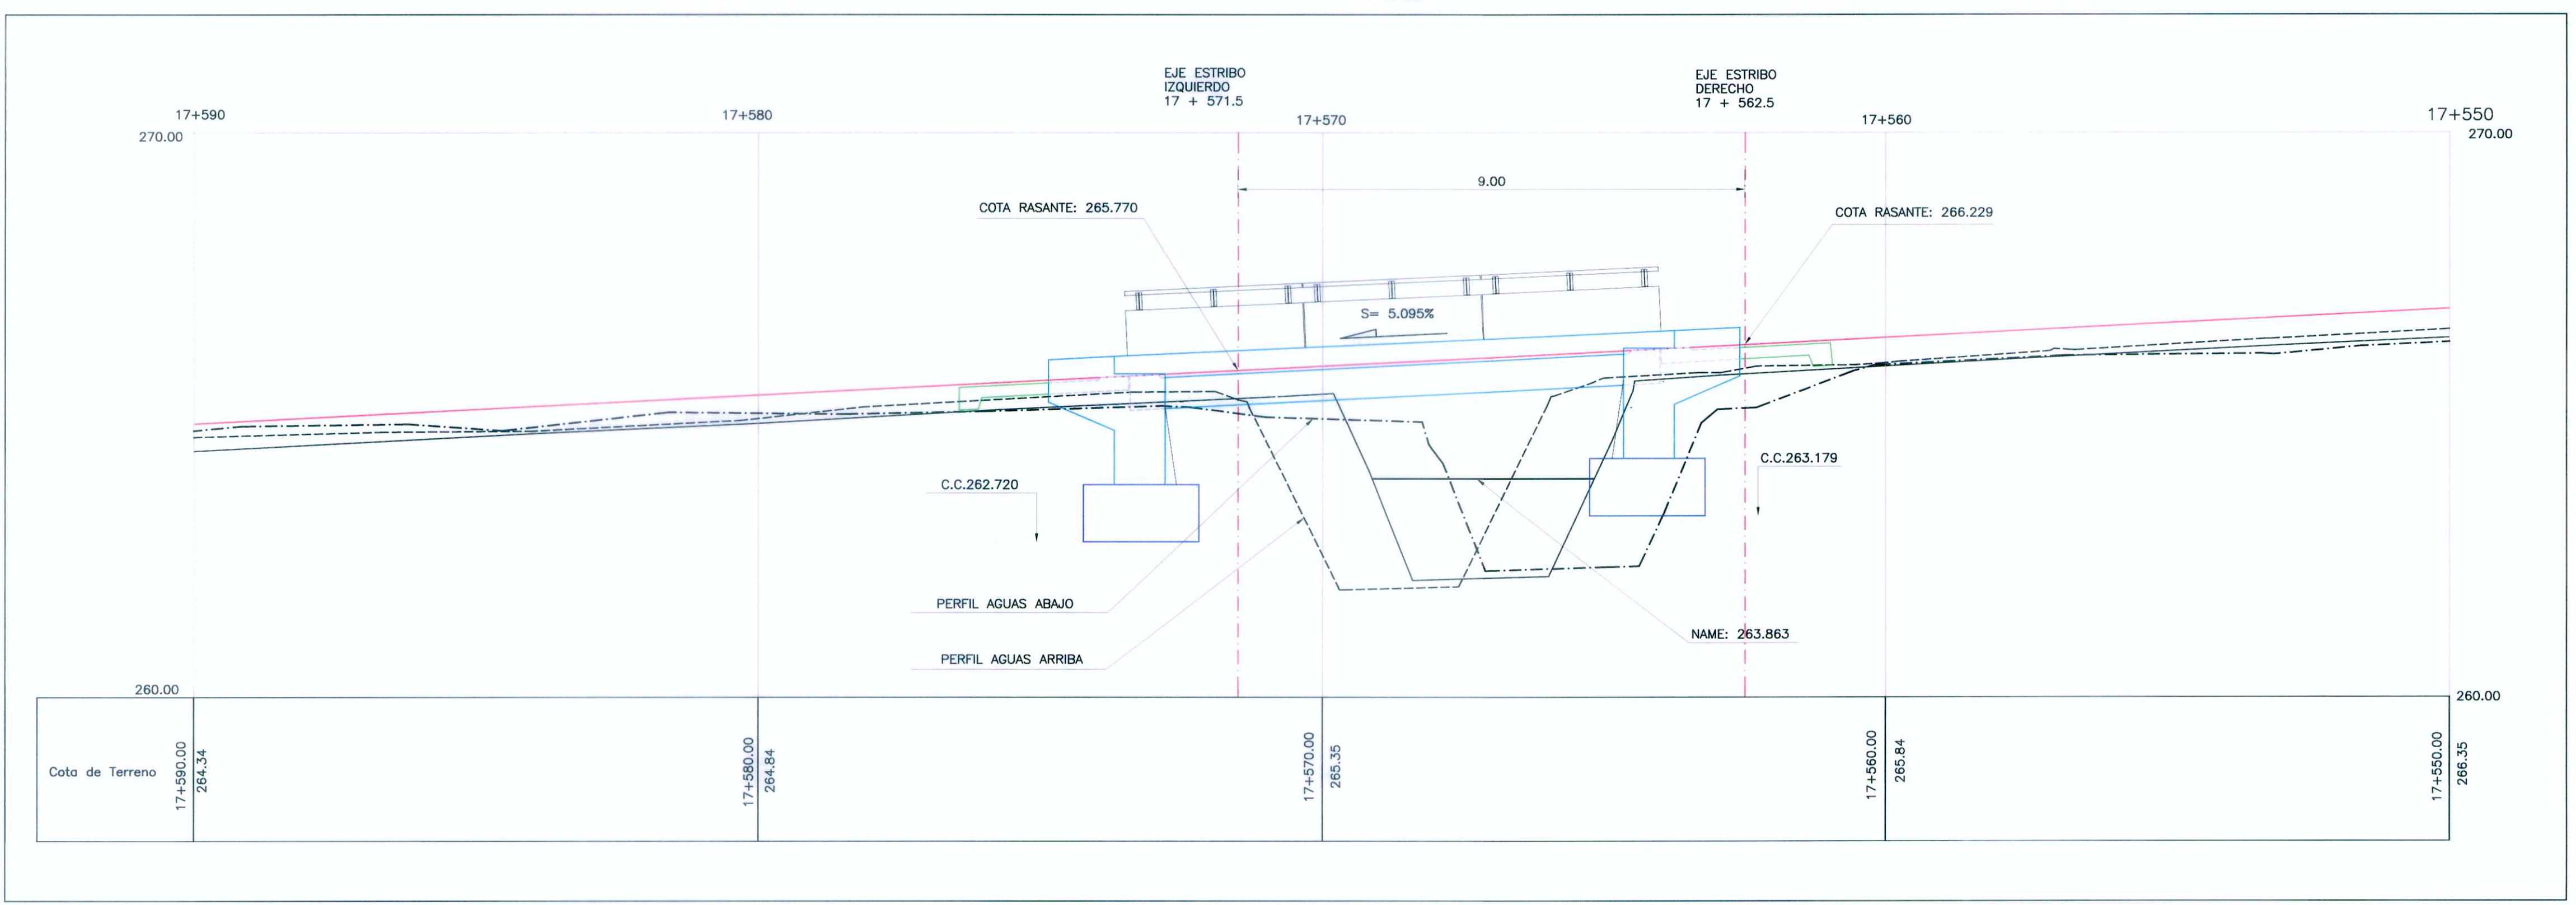 EJE ESTRIBO
IZQUIERDO
17 + 571.5
EJE ESTRIBO
DERECHO
17 + 562.5
17+590
17+580
17+570
17+560
17+550
270.00
270.00
9.00
COTA RASANTE: 265.770
COTA RASANTE: 266.229
S= 5.095%
C.C.262.720
C.C.263.179
PERFIL AGUAS ABAJO
NAME: 263.863
PERFIL AGUAS ARRIBA
260.00
260.00
Cota de Terreno
17+590.00
264.34
17+580.00
264.84
17+570.00
265.35
17+560.00
265.84
17+550.00
266.35